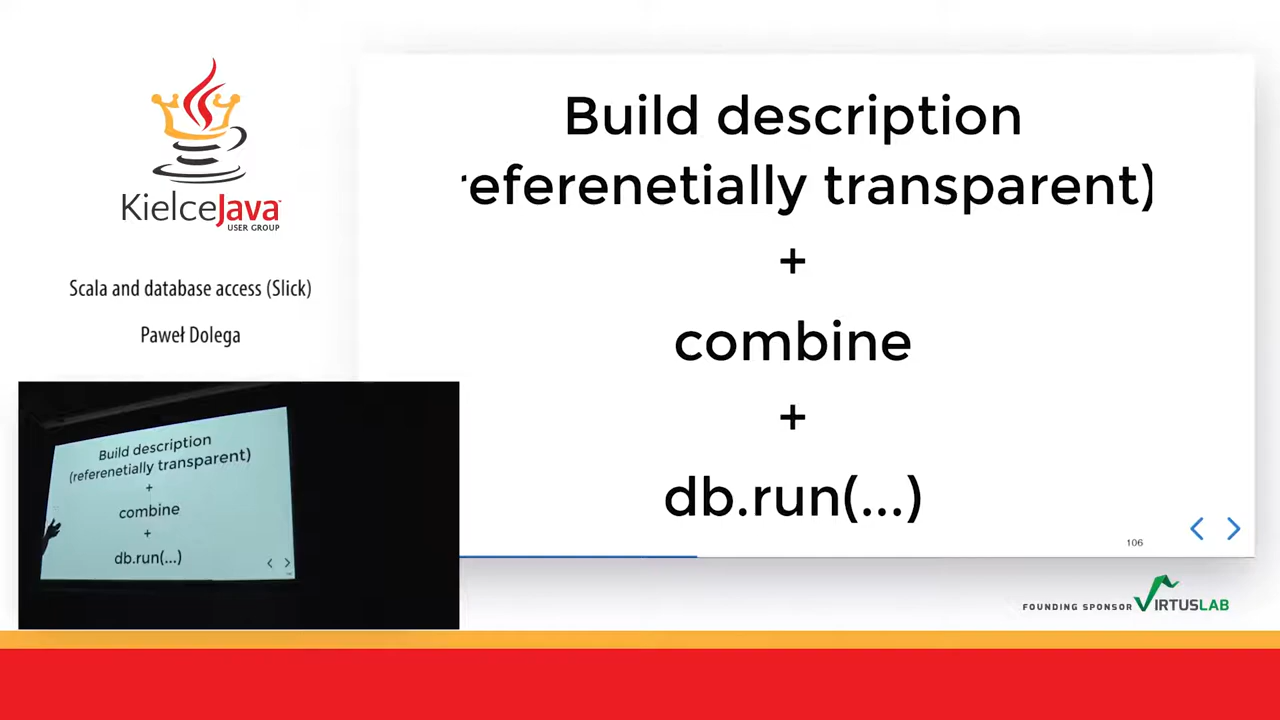 KielceJava
USER GROUP
Scala and database access (Slick)
Paweł Dolega
Build description
referenetially transparent)
+
combine
+
db.run(...)
106
FOUNDING SPONSOR VIRTUSLAB
Build description
(referenetially transparent)
+
combine
+
db.run(...)